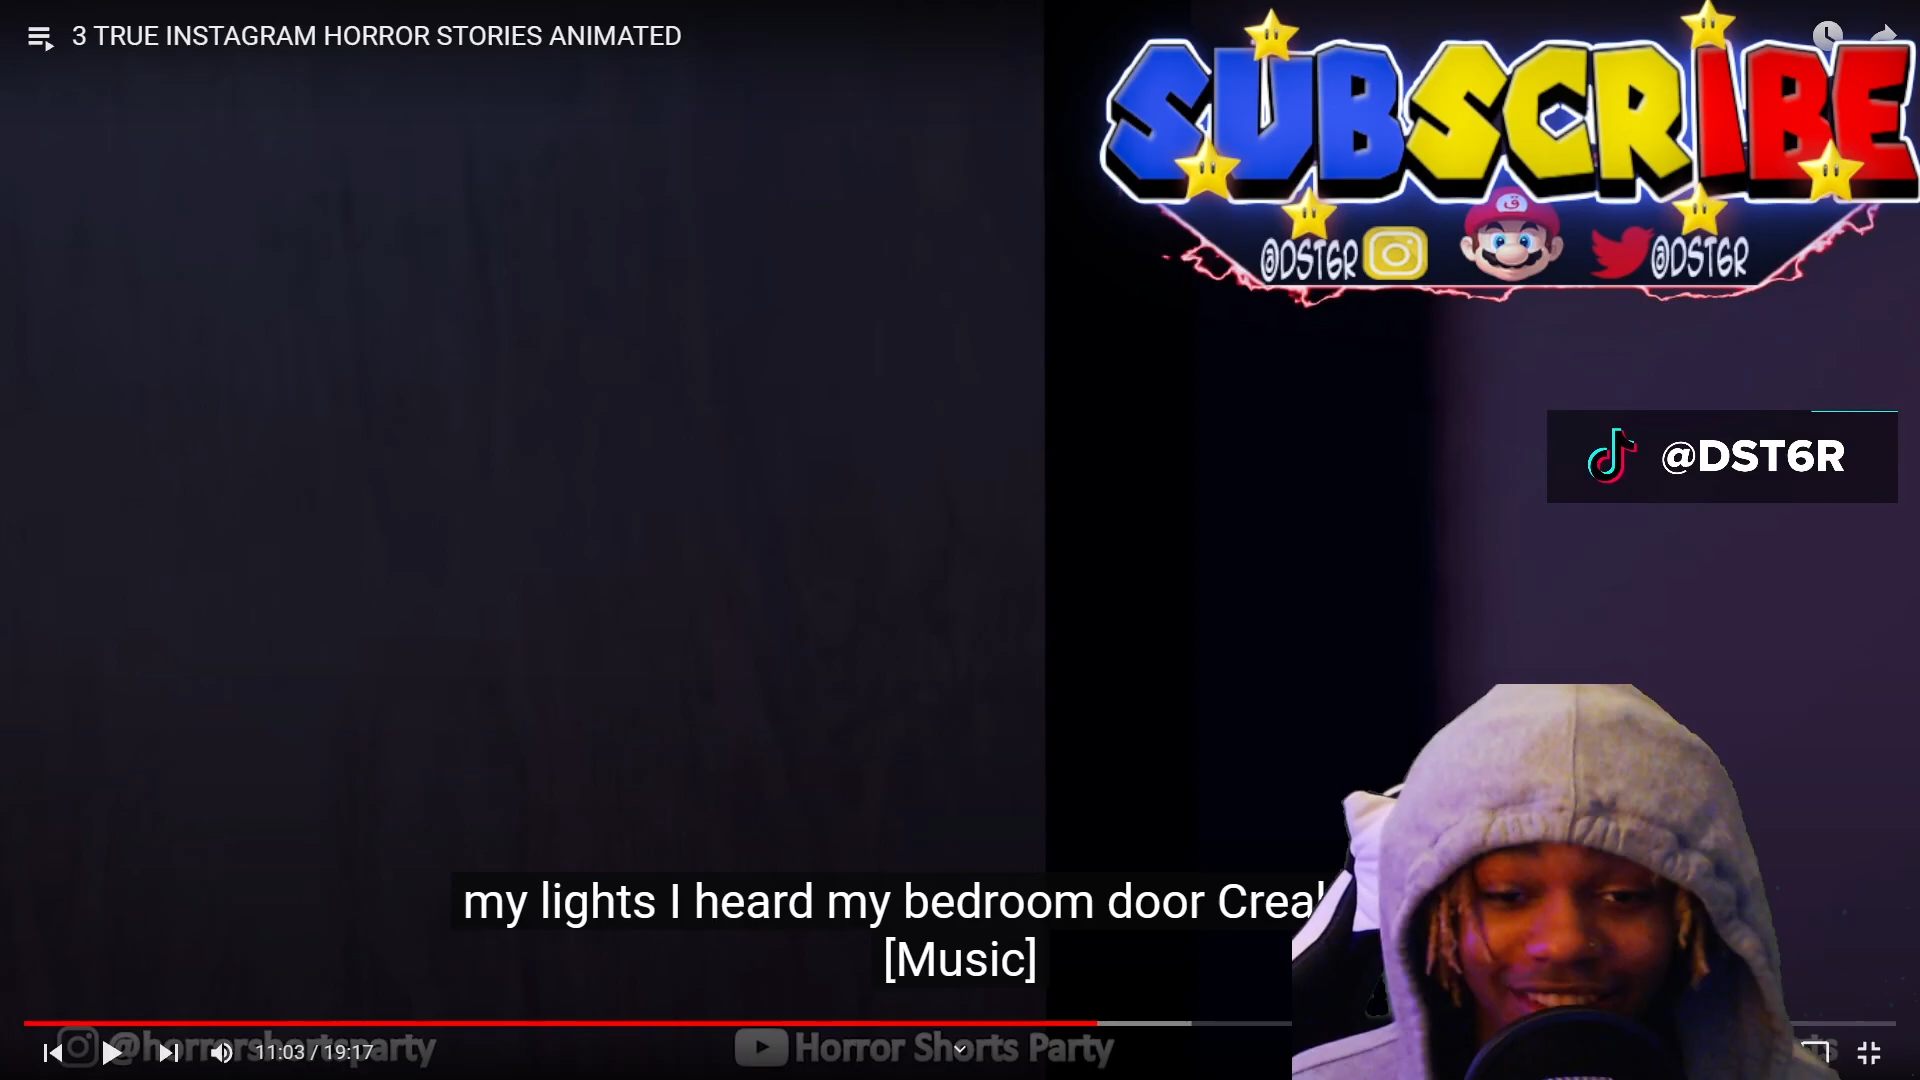 3 TRUE INSTAGRAM HORROR STORIES ANIMATED
SUBSCRIBE
@DST6R
@DST6R
@DST6R
my lights I heard my bedroom door
[Music]
@horrorshortsparty
Horror Shorts Party
11:03 / 19:17